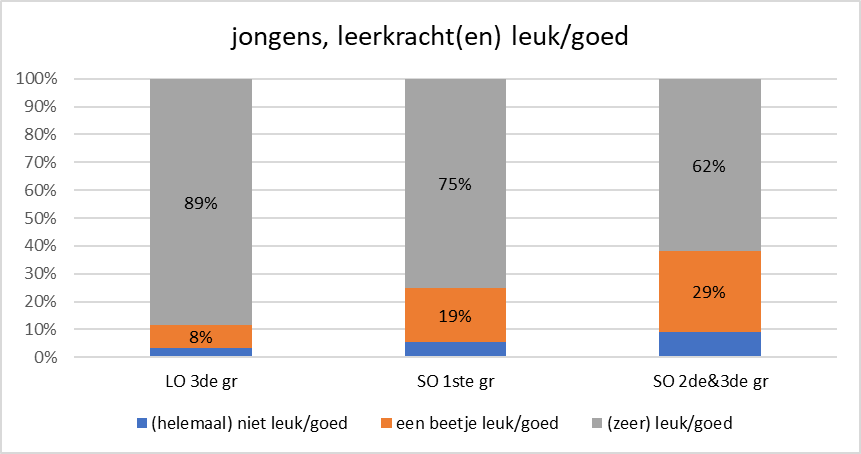 jongens, leerkracht(en) leuk/goed
100%
90%
80%
70%
60%
50%
40%
30%
20%
10%
0%
89%
75%
62%
8%
19%
29%
LO 3de gr
SO 1ste gr
SO 2de&3de gr
(helemaal) niet leuk/goed
een beetje leuk/goed
(zeer) leuk/goed